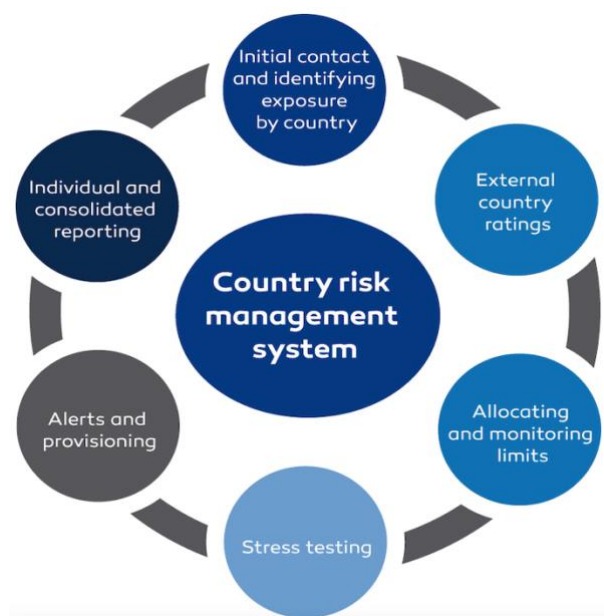 Initial contact
and identifying
exposure
by country
External
country
ratings
Allocating
and monitoring
limits
Stress testing
Alerts and
provisioning
Individual and
consolidated
reporting
Country risk
management
system